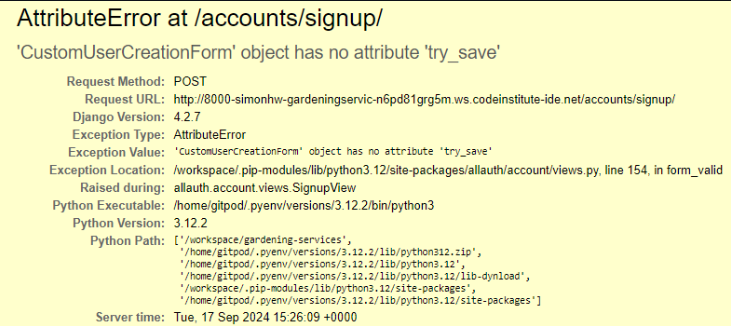 AttributeError at /accounts/signup/
'CustomUserCreationForm' object has no attribute 'try_save'
Request Method: POST
Request URL: http://8000-simonhw-gardeningservic-n6pd81grg5m.ws.codeinstitute-ide.net/accounts/signup/
Django Version: 4.2.7
Exception Type: AttributeError
Exception Value: 'CustomUserCreationForm' object has no attribute 'try_save'
Exception Location: /workspace/.pip-modules/lib/python3.12/site-packages/allauth/account/views.py, line 154, in form_valid
Raised during: allauth.account.views.SignupView
Python Executable: /home/gitpod/.pyenv/versions/3.12.2/bin/python3
Python Version: 3.12.2
Python Path: ['/workspace/gardening-services',
'/home/gitpod/.pyenv/versions/3.12.2/lib/python312.zip',
'/home/gitpod/.pyenv/versions/3.12.2/lib/python3.12',
'/home/gitpod/.pyenv/versions/3.12.2/lib/python3.12/lib-dynload',
'/workspace/.pip-modules/lib/python3.12/site-packages',
'/home/gitpod/.pyenv/versions/3.12.2/lib/python3.12/site-packages']
Server time: Tue, 17 Sep 2024 15:26:09 +0000